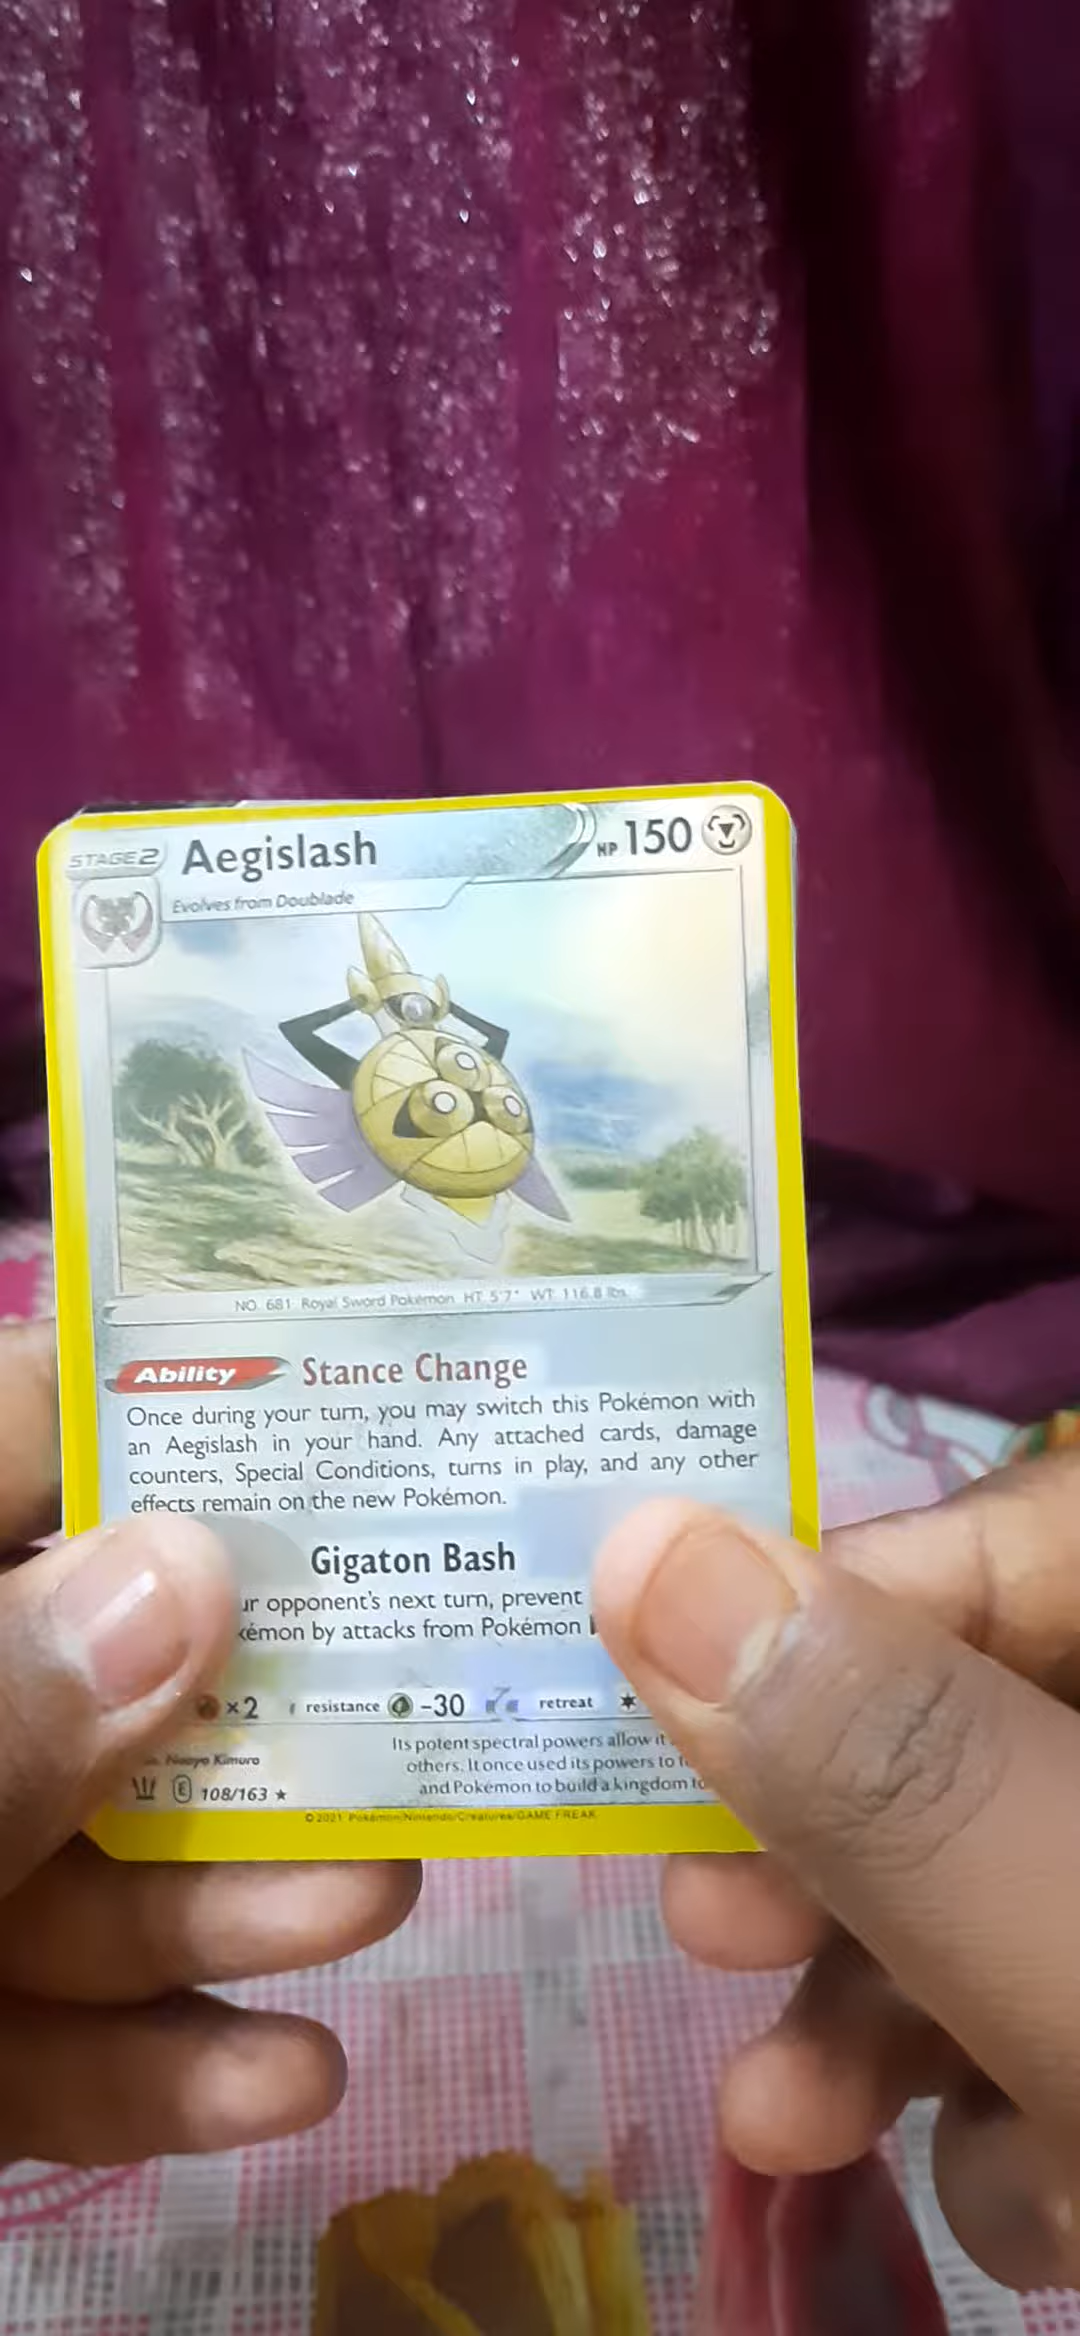 STAGE 2 Aegislash HP 150
Evolves from Doublade
NO. 681 Royal Sword Pokémon HT 5'7" WT 116.8 lbs.
Ability Stance Change
Once during your turn, you may switch this Pokémon with
an Aegislash in your hand. Any attached cards, damage
counters, Special Conditions, turns in play, and any other
effects remain on the new Pokémon.
Gigaton Bash
opponent's next turn, prevent
by attacks from Pokémon
×2 resistance -30 retreat
Naoyo Kimura
Its potent spectral powers allow it
others. It once used its powers to
and Pokémon to build a kingdom
E 108/163 ★
©2021 Pokémon/Nintendo/Creatures/GAME FREAK